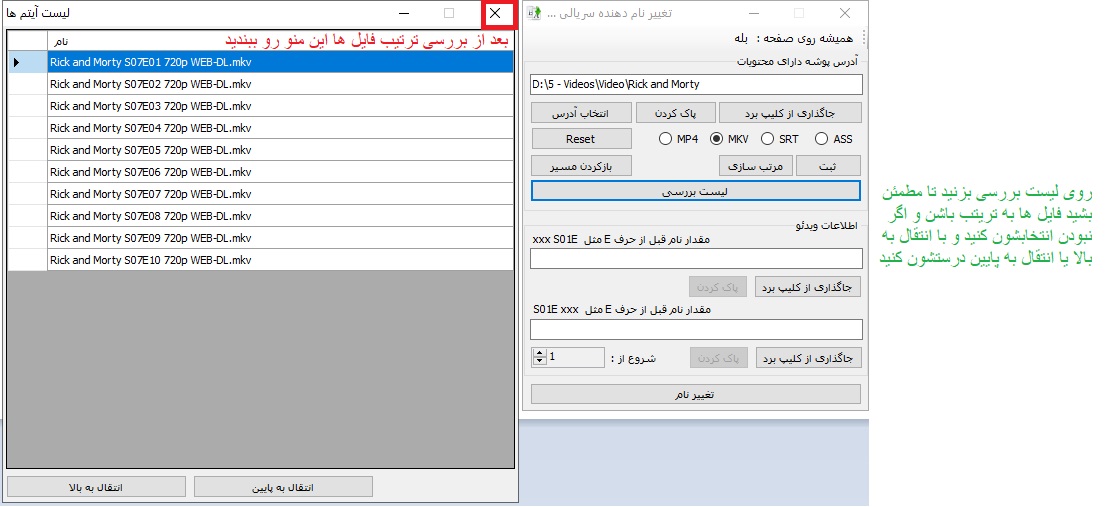 لیست آیتم ها
بعد از بررسی ترتیب فایل ها این منو رو ببندید
نام
Rick and Morty S07E01 720p WEB-DL.mkv
Rick and Morty S07E02 720p WEB-DL.mkv
Rick and Morty S07E03 720p WEB-DL.mkv
Rick and Morty S07E04 720p WEB-DL.mkv
Rick and Morty S07E05 720p WEB-DL.mkv
Rick and Morty S07E06 720p WEB-DL.mkv
Rick and Morty S07E07 720p WEB-DL.mkv
Rick and Morty S07E08 720p WEB-DL.mkv
Rick and Morty S07E09 720p WEB-DL.mkv
Rick and Morty S07E10 720p WEB-DL.mkv
انتقال به بالا
انتقال به پایین
تغییر نام دهنده سریالی ...
همیشه روی صفحه : بله
آدرس پوشه دارای محتویات
D:\5 - Videos\Video\Rick and Morty
انتخاب آدرس
پاک کردن
جاگذاری از کلیپ برد
Reset
MP4
MKV
SRT
ASS
بازکردن مسیر
مرتب سازی
ثبت
لیست بررسی
اطلاعات ویدئو
مقدار نام قبل از حرف E مثل xxx S01E
پاک کردن
جاگذاری از کلیپ برد
مقدار نام قبل از حرف E مثل S01E xxx
شروع از :
1
پاک کردن
جاگذاری از کلیپ برد
تغییر نام
روی لیست بررسی بزنید تا مطمئن
بشید فایل ها به تریتب باشن و اگر
نبودن انتخابشون کنید و با انتقال به
بالا یا انتقال به پایین درستشون کنید